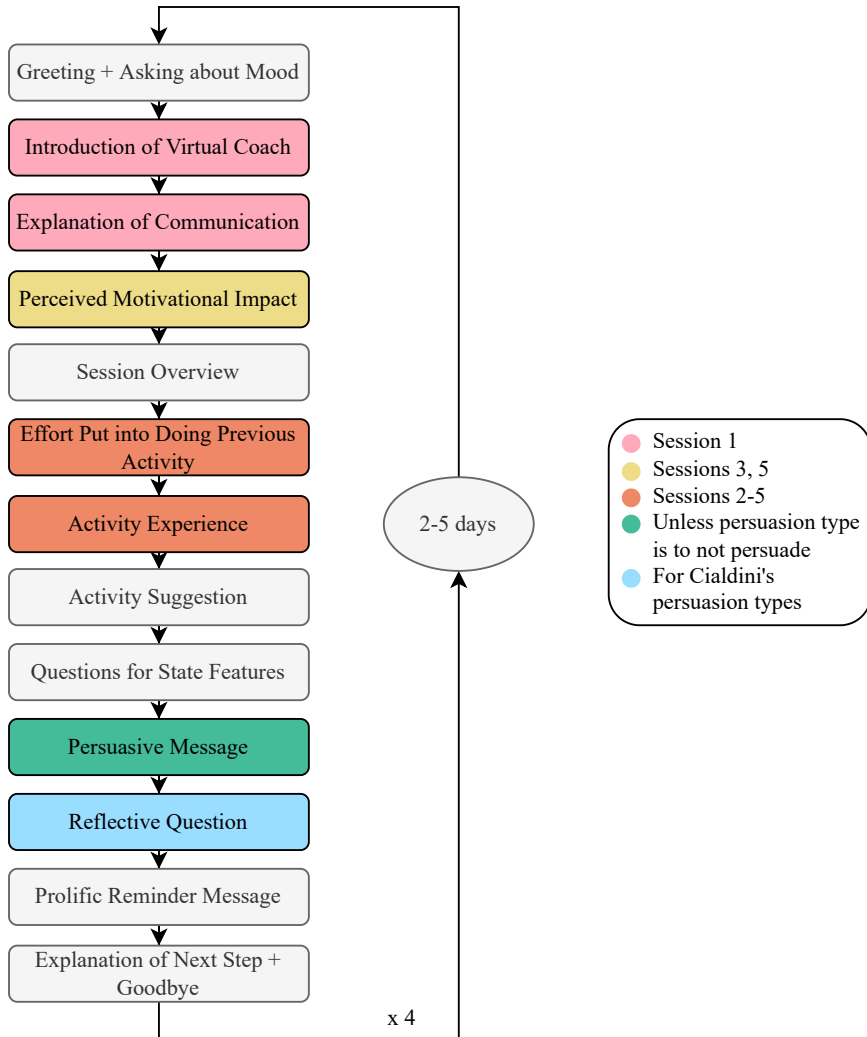 Greeting + Asking about Mood
Introduction of Virtual Coach
Explanation of Communication
Perceived Motivational Impact
Session Overview
Effort Put into Doing Previous
Activity
Activity Experience
Activity Suggestion
Questions for State Features
Persuasive Message
Reflective Question
Prolific Reminder Message
Explanation of Next Step +
Goodbye
x 4
2-5 days
Session 1
Sessions 3, 5
Sessions 2-5
Unless persuasion type
is to not persuade
For Cialdini's
persuasion types